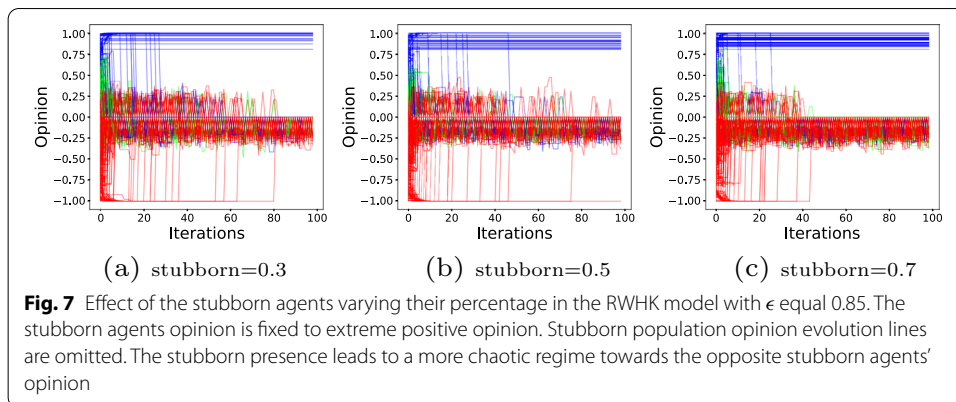 1.00
0.75
0.50
0.25
0.00
−0.25
−0.50
−0.75
−1.00
Opinion
0 20 40 60 80 100
Iterations
(a) stubborn=0.3
1.00
0.75
0.50
0.25
0.00
−0.25
−0.50
−0.75
−1.00
Opinion
0 20 40 60 80 100
Iterations
(b) stubborn=0.5
1.00
0.75
0.50
0.25
0.00
−0.25
−0.50
−0.75
−1.00
Opinion
0 20 40 60 80 100
Iterations
(c) stubborn=0.7
Fig. 7 Effect of the stubborn agents varying their percentage in the RWHK model with ϵ equal 0.85. The
stubborn agents opinion is fixed to extreme positive opinion. Stubborn population opinion evolution lines
are omitted. The stubborn presence leads to a more chaotic regime towards the opposite stubborn agents'
opinion